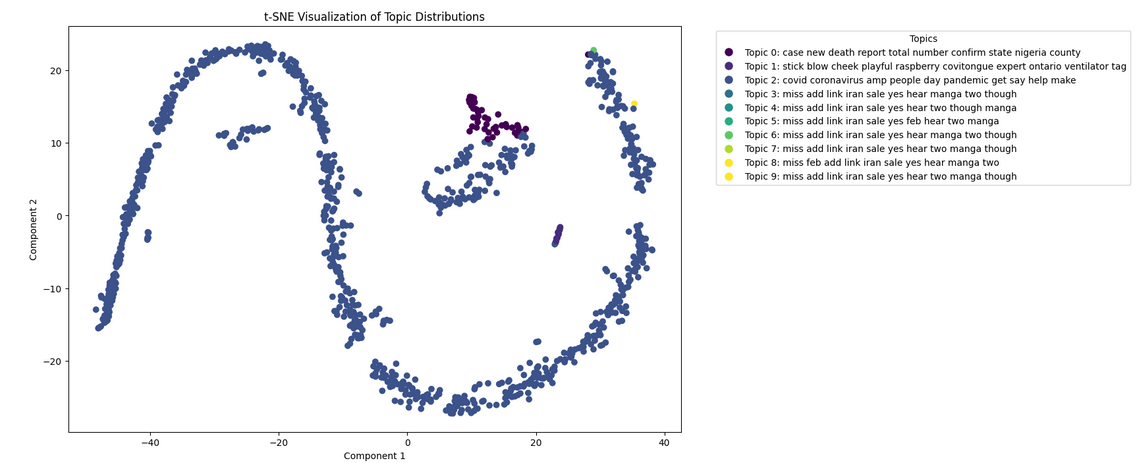 t-SNE Visualization of Topic Distributions
Component 2
20
10
0
−10
−20
−40
−20
0
20
40
Component 1
Topics
Topic 0: case new death report total number confirm state nigeria county
Topic 1: stick blow cheek playful raspberry covitongue expert ontario ventilator tag
Topic 2: covid coronavirus amp people day pandemic get say help make
Topic 3: miss add link iran sale yes hear manga two though
Topic 4: miss add link iran sale yes hear two though manga
Topic 5: miss add link iran sale yes feb hear two manga
Topic 6: miss add link iran sale yes hear manga two though
Topic 7: miss add link iran sale yes hear two manga though
Topic 8: miss feb add link iran sale yes hear manga two
Topic 9: miss add link iran sale yes hear two manga though